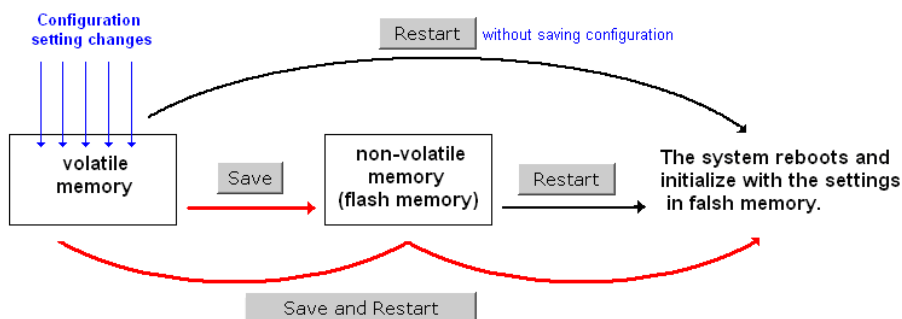 Configuration
setting changes
Restart without saving configuration
volatile
memory
Save
non-volatile
memory
(flash memory)
Restart
The system reboots and
initialize with the settings
in falsh memory.
Save and Restart